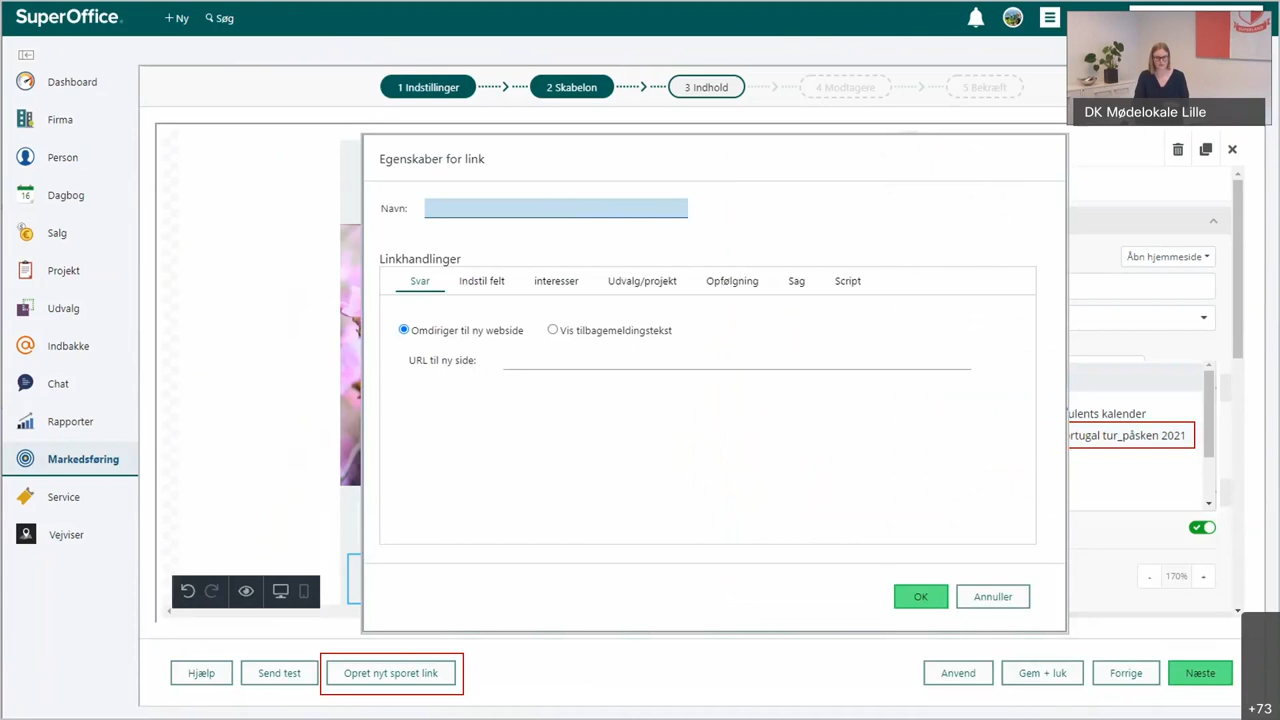 SuperOffice.
+ Ny
Søg
DK Mødelokale Lille
Dashboard
Firma
Person
16
Dagbog
Salg
Projekt
Udvalg
Indbakke
Chat
Rapporter
Markedsføring
Service
Vejviser
1 Indstillinger
2 Skabelon
3 Indhold
4 Modtagere
5 Bekræft
Egenskaber for link
Navn:
Linkhandlinger
Svar
Indstil felt
interesser
Udvalg/projekt
Opfølgning
Sag
Script
Omdiriger til ny webside
Vis tilbagemeldingstekst
URL til ny side:
OK
Annuller
Åbn hjemmeside
ulents kalender
rtugal tur_påsken 2021
-
170%
+
Hjælp
Send test
Opret nyt sporet link
Anvend
Gem + luk
Forrige
Næste
+73